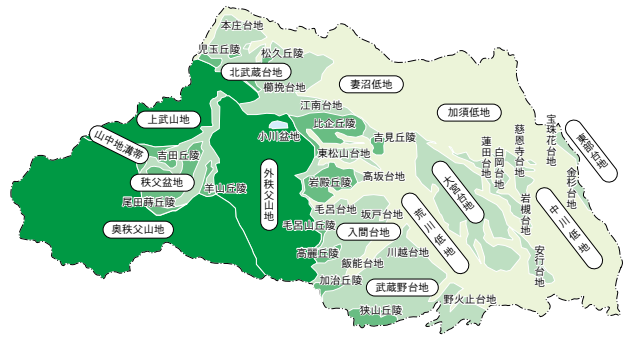 本庄台地
児玉丘陵
松久丘陵
北武蔵台地
櫛挽台地
妻沼低地
江南台地
加須低地
上武山地
比企丘陵
小川盆地
吉見丘陵
山中地溝帯
吉田丘陵
東松山台地
蓮田台地
白岡台地
慈恩寺台地
宝珠花台地
東部台地
秩父盆地
羊山丘陵
外秩父山地
岩殿丘陵
高坂台地
大宮台地
金杉台地
尾田蒔丘陵
毛呂台地
坂戸台地
荒川低地
岩槻台地
中川低地
奥秩父山地
毛呂山丘陵
入間台地
高麗丘陵
飯能台地
川越台地
安行台地
加治丘陵
武蔵野台地
野火止台地
狭山丘陵